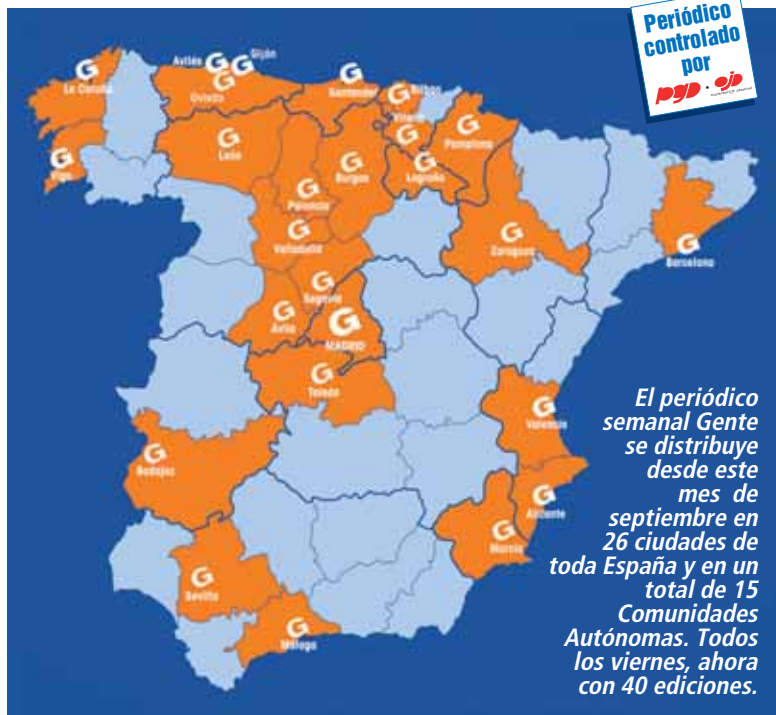 Periódico
controlado
por
pgd · ojd
Avilés
Gijón
La Coruña
Oviedo
Santander
Bilbao
Vitoria
Vigo
León
Pamplona
Burgos
Logroño
Palencia
Valladolid
Zaragoza
Barcelona
Segovia
Ávila
MADRID
Toledo
Valencia
Badajoz
Alicante
Murcia
Sevilla
Málaga
El periódico
semanal Gente
se distribuye
desde este
mes de
septiembre en
26 ciudades de
toda España y en un
total de 15
Comunidades
Autónomas. Todos
los viernes, ahora
con 40 ediciones.